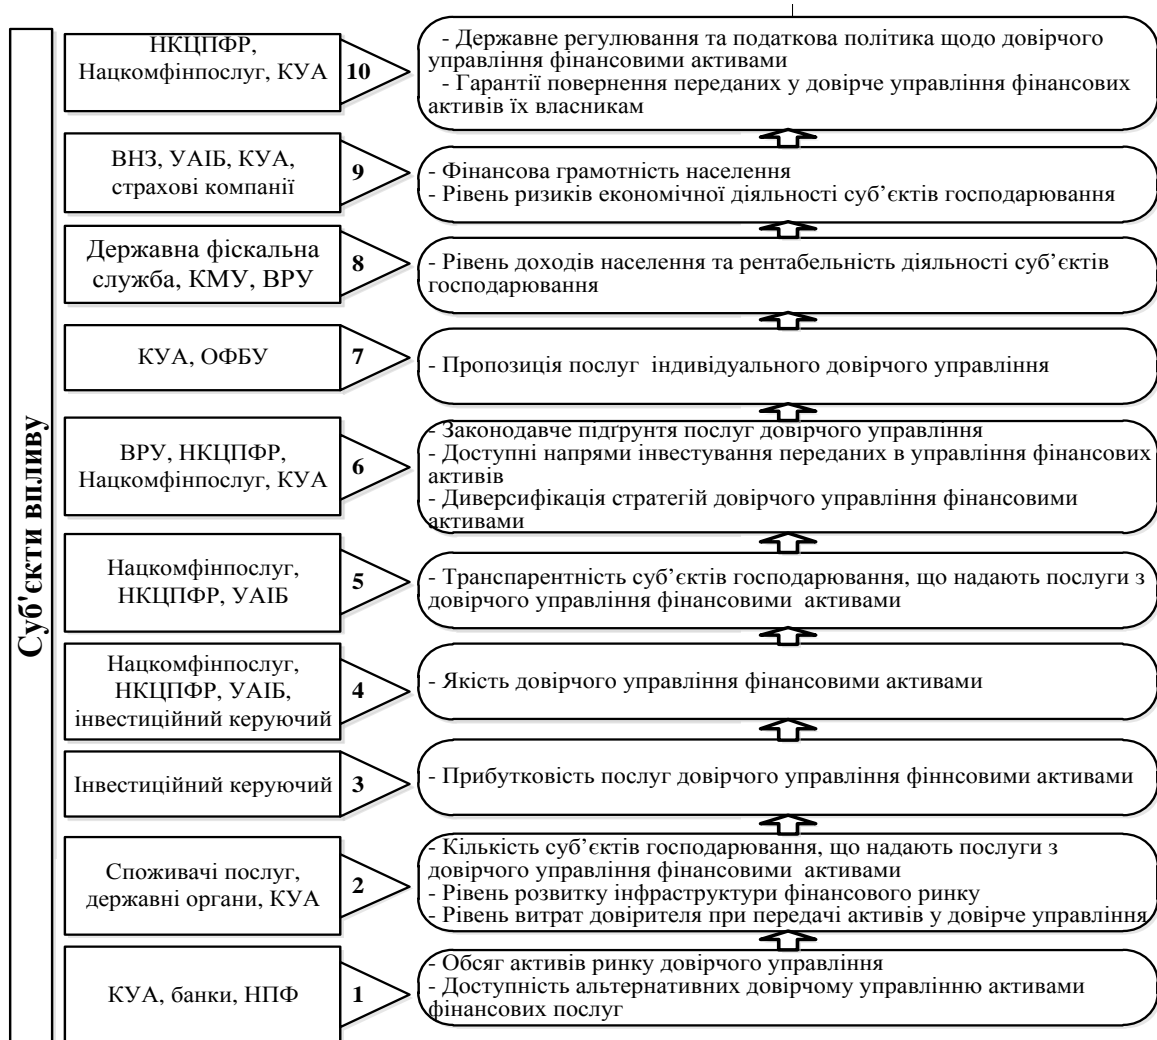 Суб'єкти впливу
НКЦПФР,
Нацкомфінпослуг, КУА
10
- Державне регулювання та податкова політика щодо довірчого
управління фінансовими активами
- Гарантії повернення переданих у довірче управління фінансових
активів їх власникам
ВНЗ, УАІБ, КУА,
страхові компанії
9
- Фінансова грамотність населення
- Рівень ризиків економічної діяльності суб’єктів господарювання
Державна фіскальна
служба, КМУ, ВРУ
8
- Рівень доходів населення та рентабельність діяльності суб’єктів
господарювання
КУА, ОФБУ
7
- Пропозиція послуг індивідуального довірчого управління
ВРУ, НКЦПФР,
Нацкомфінпослуг, КУА
6
- Законодавче підґрунтя послуг довірчого управління
- Доступні напрями інвестування переданих в управління фінансових
активів
- Диверсифікація стратегій довірчого управління фінансовими
активами
Нацкомфінпослуг,
НКЦПФР, УАІБ
5
- Транспарентність суб’єктів господарювання, що надають послуги з
довірчого управління фінансовими активами
Нацкомфінпослуг,
НКЦПФР, УАІБ,
інвестиційний керуючий
4
- Якість довірчого управління фінансовими активами
Інвестиційний керуючий
3
- Прибутковість послуг довірчого управління фіннсовими активами
Споживачі послуг,
державні органи, КУА
2
- Кількість суб’єктів господарювання, що надають послуги з
довірчого управління фінансовими активами
- Рівень розвитку інфраструктури фінансового ринку
- Рівень витрат довірителя при передачі активів у довірче управління
КУА, банки, НПФ
1
- Обсяг активів ринку довірчого управління
- Доступність альтернативних довірчому управлінню активами
фінансових послуг